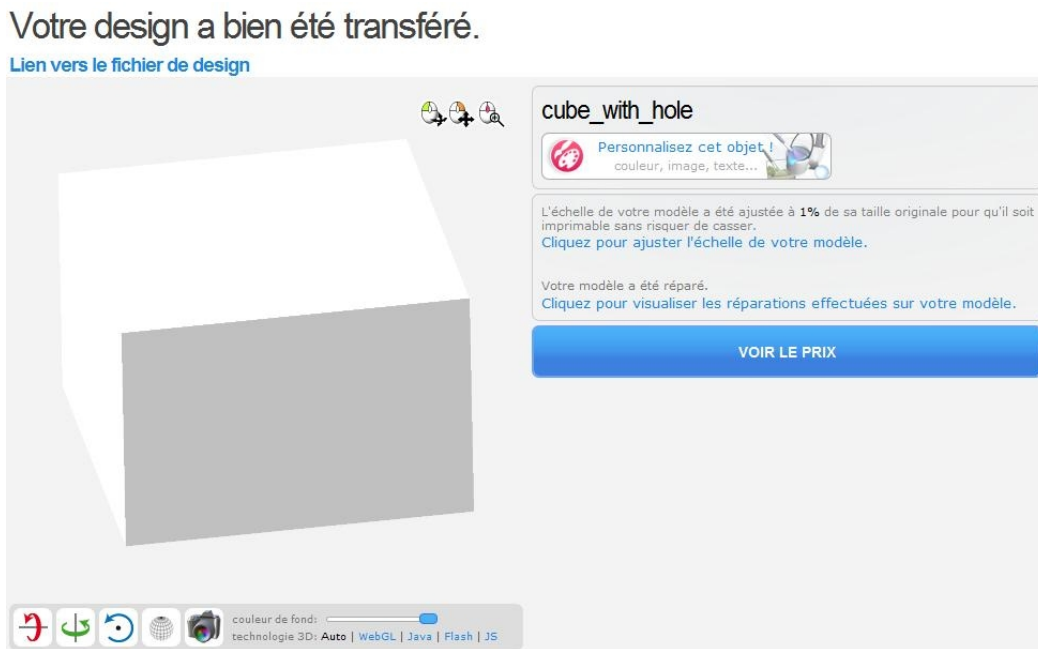 Votre design a bien été transféré.
Lien vers le fichier de design
cube_with_hole
Personnalisez cet objet !
couleur, image, texte...
L'échelle de votre modèle a été ajustée à 1% de sa taille originale pour qu'il soit
imprimable sans risquer de casser.
Cliquez pour ajuster l'échelle de votre modèle.
Votre modèle a été réparé.
Cliquez pour visualiser les réparations effectuées sur votre modèle.
VOIR LE PRIX
couleur de fond:
technologie 3D: Auto | WebGL | Java | Flash | JS